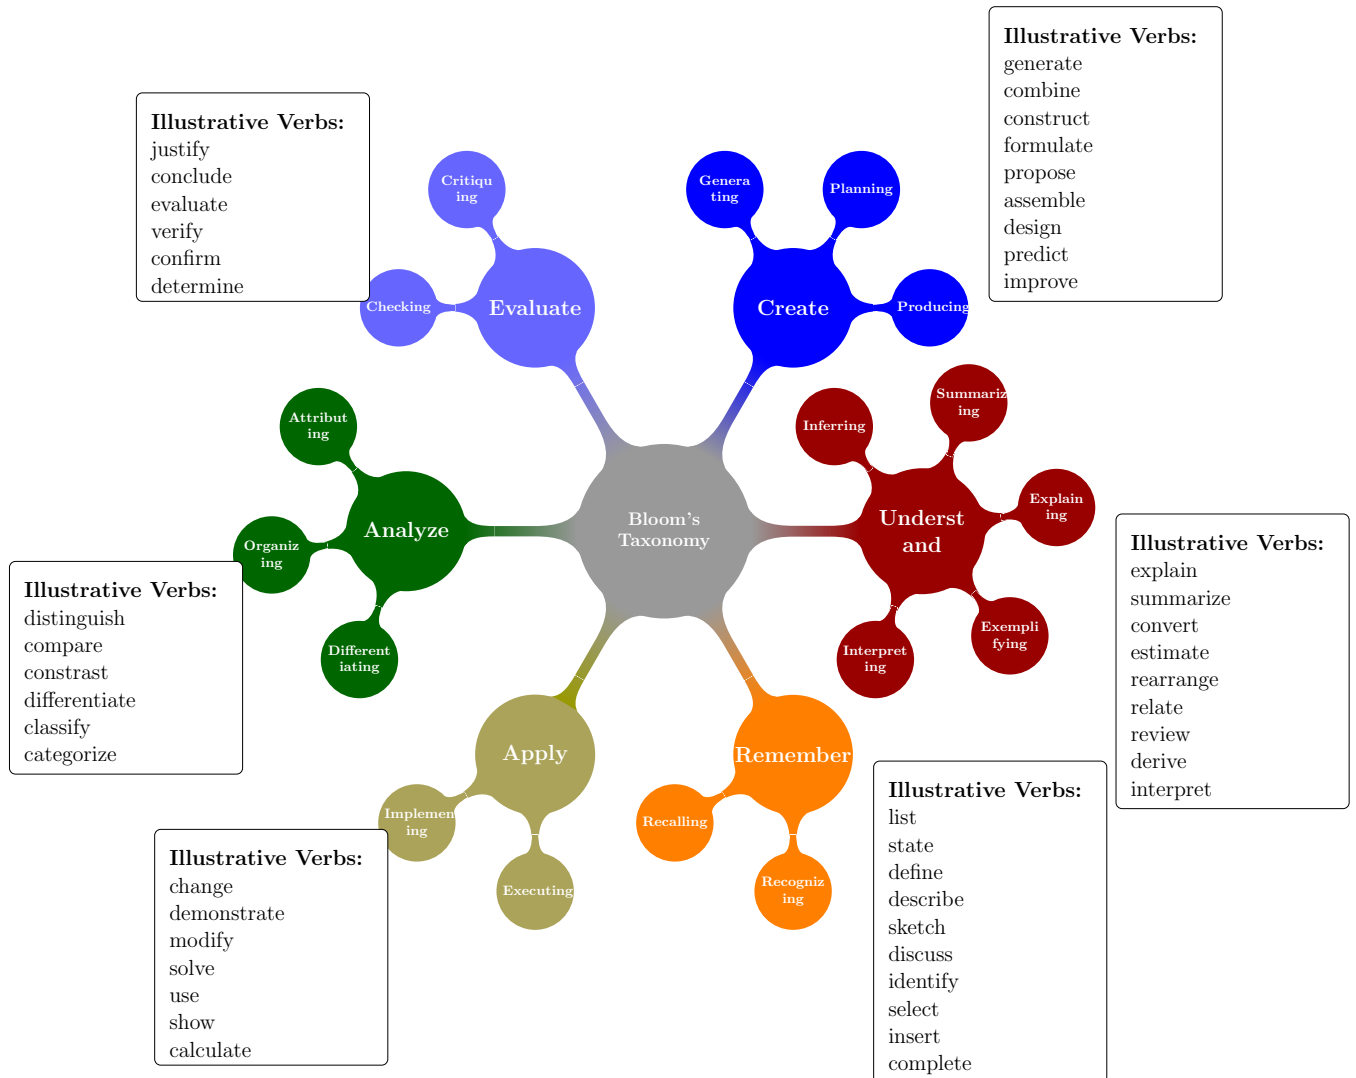 Illustrative Verbs:
generate
combine
construct
formulate
propose
assemble
design
predict
improve
Illustrative Verbs:
justify
conclude
evaluate
verify
confirm
determine
Critiqu
ing
Checking
Evaluate
Genera
ting
Planning
Producing
Create
Attribut
ing
Organiz
ing
Different
iating
Analyze
Bloom's
Taxonomy
Inferring
Summariz
ing
Explain
ing
Exempli
fying
Interpret
ing
Underst
and
Illustrative Verbs:
explain
summarize
convert
estimate
rearrange
relate
review
derive
interpret
Illustrative Verbs:
distinguish
compare
constrast
differentiate
classify
categorize
Apply
Implemen
ing
Executing
Remember
Recalling
Recogniz
ing
Illustrative Verbs:
change
demonstrate
modify
solve
use
show
calculate
Illustrative Verbs:
list
state
define
describe
sketch
discuss
identify
select
insert
complete